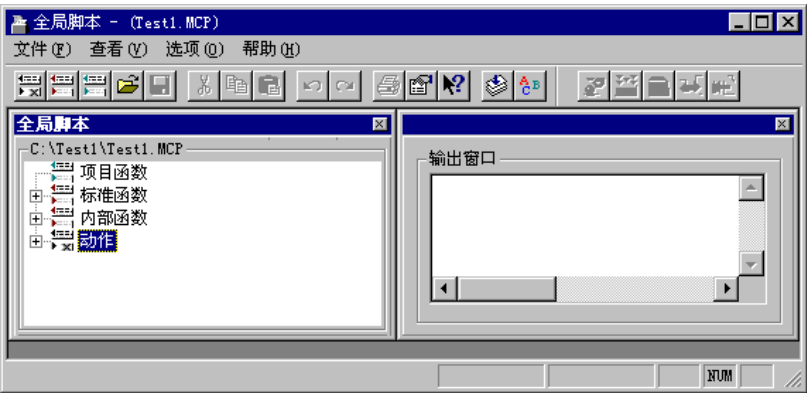 全局脚本 - (Test1.MCP)
文件(F) 查看(V) 选项(O) 帮助(H)
全局脚本
C:\Test1\Test1.MCP
项目函数
标准函数
内部函数
动作
输出窗口
NUM